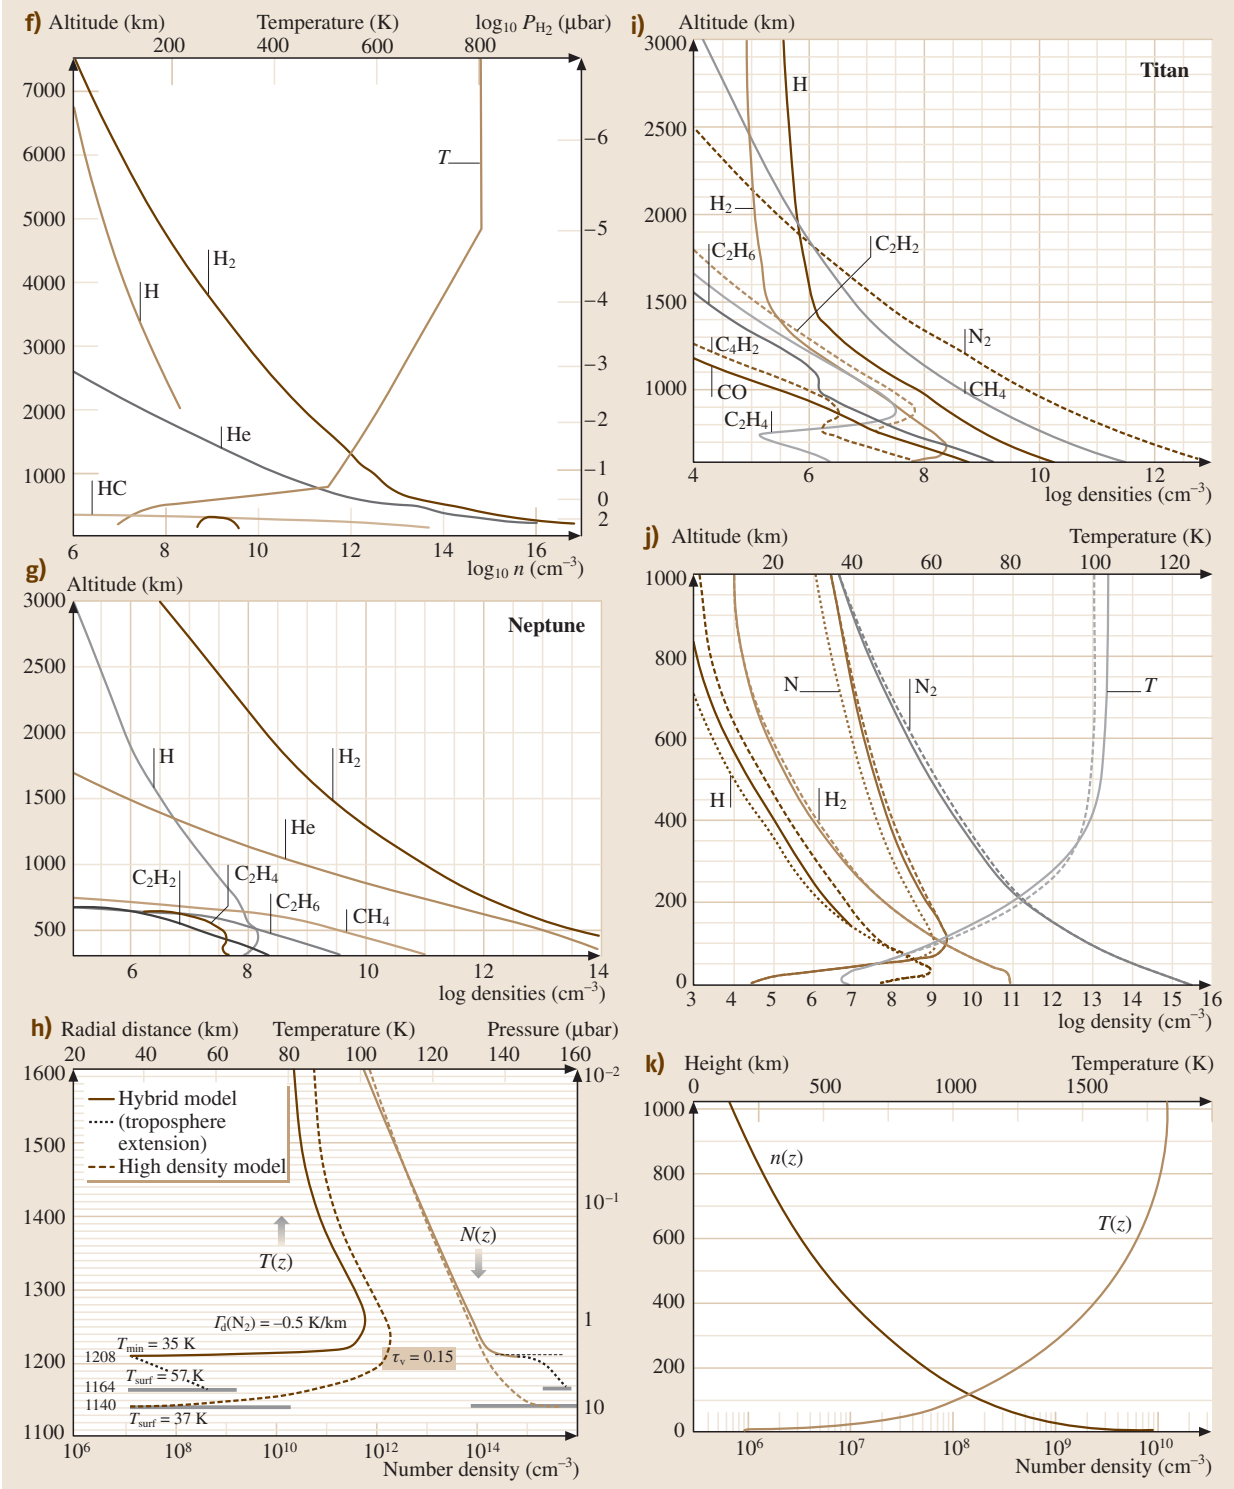 f) Altitude (km) Temperature (K) log₁₀ P_H₂ (μbar)
200 400 600 800
7000
6000
5000
4000
3000
2000
1000
–6
–5
–4
–3
–2
–1
0
2
T
H₂
H
He
HC
6 8 10 12 14 16
log₁₀ n (cm⁻³)
g) Altitude (km)
3000
2500
2000
1500
1000
500
Neptune
H
H₂
He
C₂H₂
C₂H₄
C₂H₆
CH₄
6 8 10 12 14
log densities (cm⁻³)
h) Radial distance (km) Temperature (K) Pressure (μbar)
20 40 60 80 100 120 140 160
1600
1500
1400
1300
1200
1100
1208
1164
1140
10⁻²
10⁻¹
1
10
Hybrid model
(troposphere
extension)
High density model
T(z)
N(z)
Γ_d(N₂) = –0.5 K/km
T_min = 35 K
T_surf = 57 K
T_surf = 37 K
τ_v = 0.15
10⁶ 10⁸ 10¹⁰ 10¹² 10¹⁴
Number density (cm⁻³)
i) Altitude (km)
3000
2500
2000
1500
1000
Titan
H
H₂
C₂H₆
C₂H₂
N₂
C₄H₂
CO
CH₄
C₂H₄
4 6 8 10 12
log densities (cm⁻³)
j) Altitude (km) Temperature (K)
20 40 60 80 100 120
1000
800
600
400
200
0
N
N₂
T
H
H₂
3 4 5 6 7 8 9 10 11 12 13 14 15 16
log density (cm⁻³)
k) Height (km) Temperature (K)
0 500 1000 1500
1000
800
600
400
200
0
n(z)
T(z)
10⁶ 10⁷ 10⁸ 10⁹ 10¹⁰
Number density (cm⁻³)